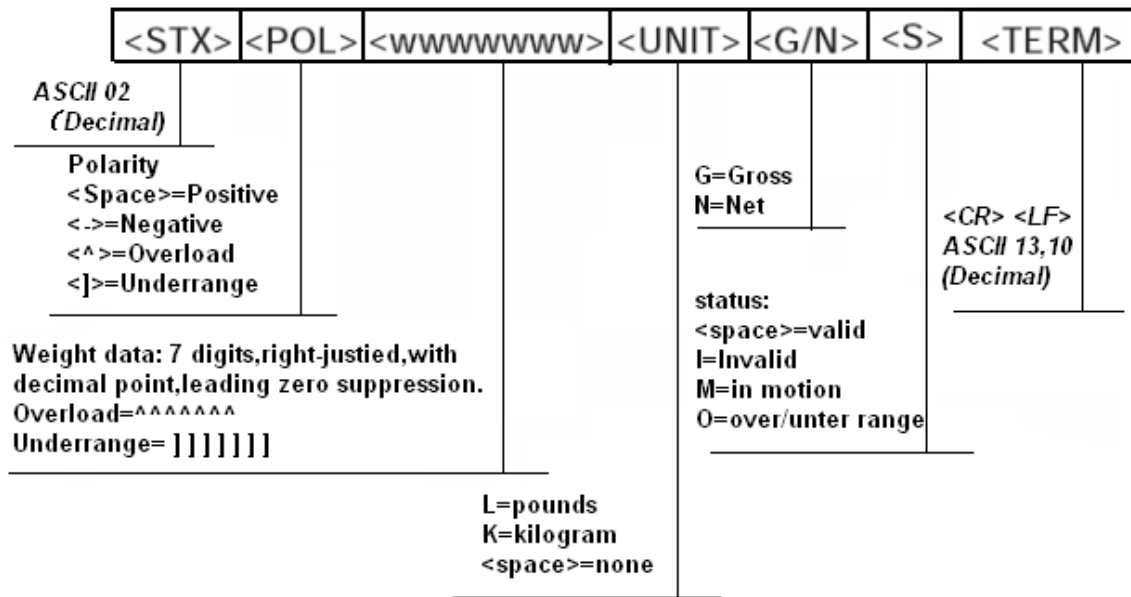 <STX> <POL> <wwwwwww> <UNIT> <G/N> <S> <TERM>
ASCII 02
(Decimal)
Polarity
<Space>=Positive
<->=Negative
<^>=Overload
<]>=Underrange
Weight data: 7 digits,right-justied,with
decimal point,leading zero suppression.
Overload=^^^^^^^
Underrange= ] ] ] ] ] ] ]
L=pounds
K=kilogram
<space>=none
G=Gross
N=Net
status:
<space>=valid
I=Invalid
M=in motion
O=over/unter range
<CR> <LF>
ASCII 13,10
(Decimal)